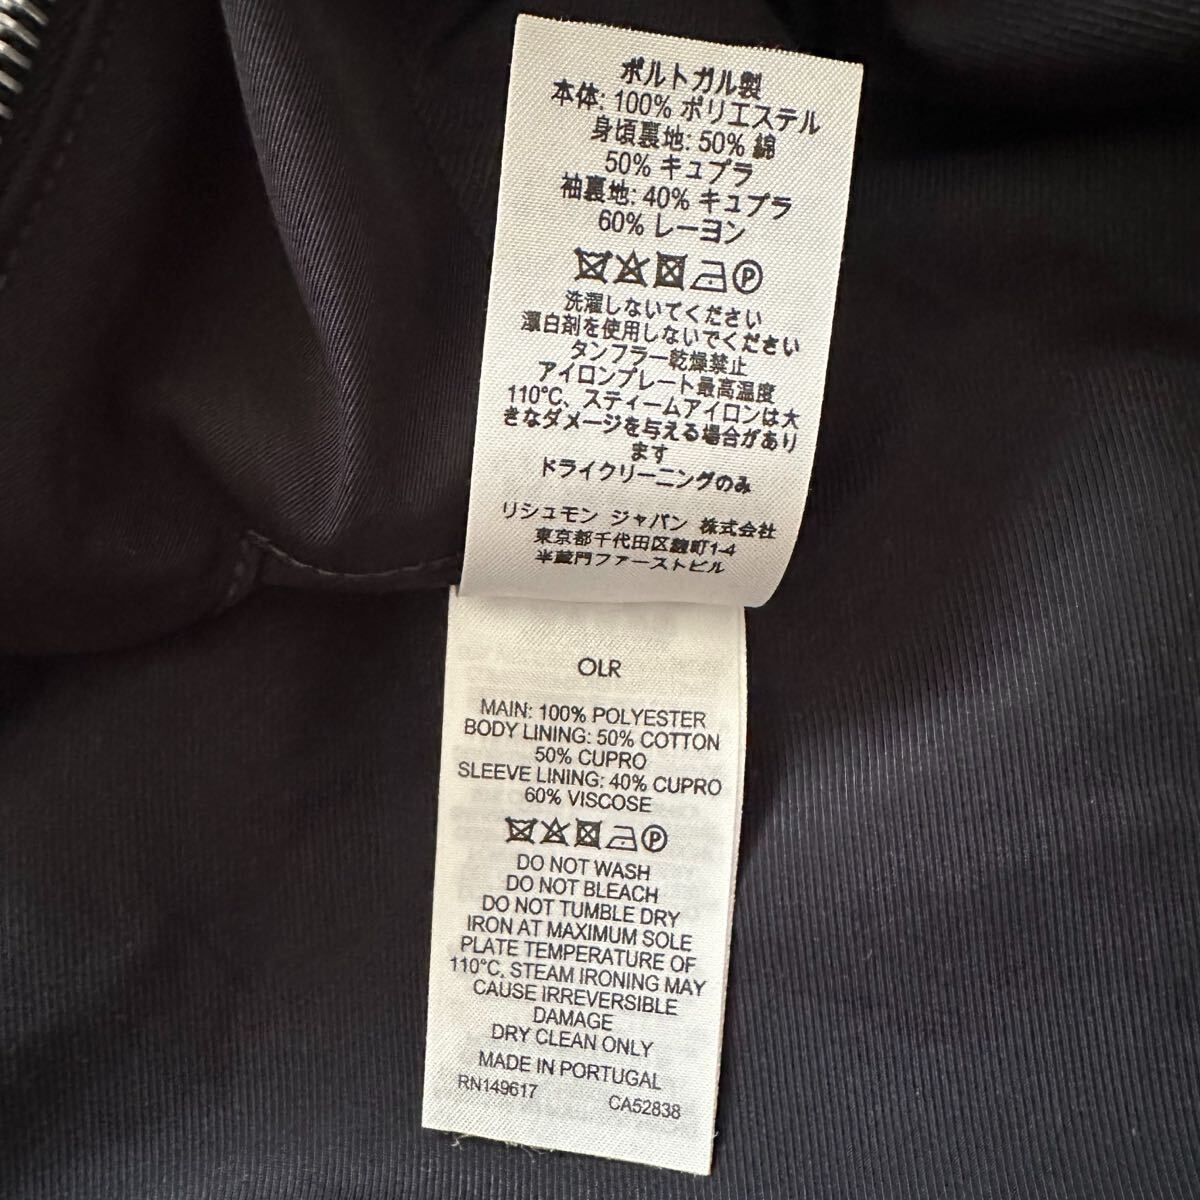 ポルトガル製
本体: 100% ポリエステル
身頃裏地: 50% 綿
50% キュプラ
袖裏地: 40% キュプラ
60% レーヨン
洗濯しないてください
漂白剤を使用しないでください
タンフラー乾燥禁止
アイロンプレート最高温度
110°C、スティームアイロンは大
きなダメージを与える場合があり
ます
ドライクリーニングのみ
リシュモン ジャパン 株式会社
東京都千代田区麹町1-4
半蔵門ファーストビル
OLR
MAIN: 100% POLYESTER
BODY LINING: 50% COTTON
50% CUPRO
SLEEVE LINING: 40% CUPRO
60% VISCOSE
DO NOT WASH
DO NOT BLEACH
DO NOT TUMBLE DRY
IRON AT MAXIMUM SOLE
PLATE TEMPERATURE OF
110°C, STEAM IRONING MAY
CAUSE IRREVERSIBLE
DAMAGE
DRY CLEAN ONLY
MADE IN PORTUGAL
RN149617 CA52838